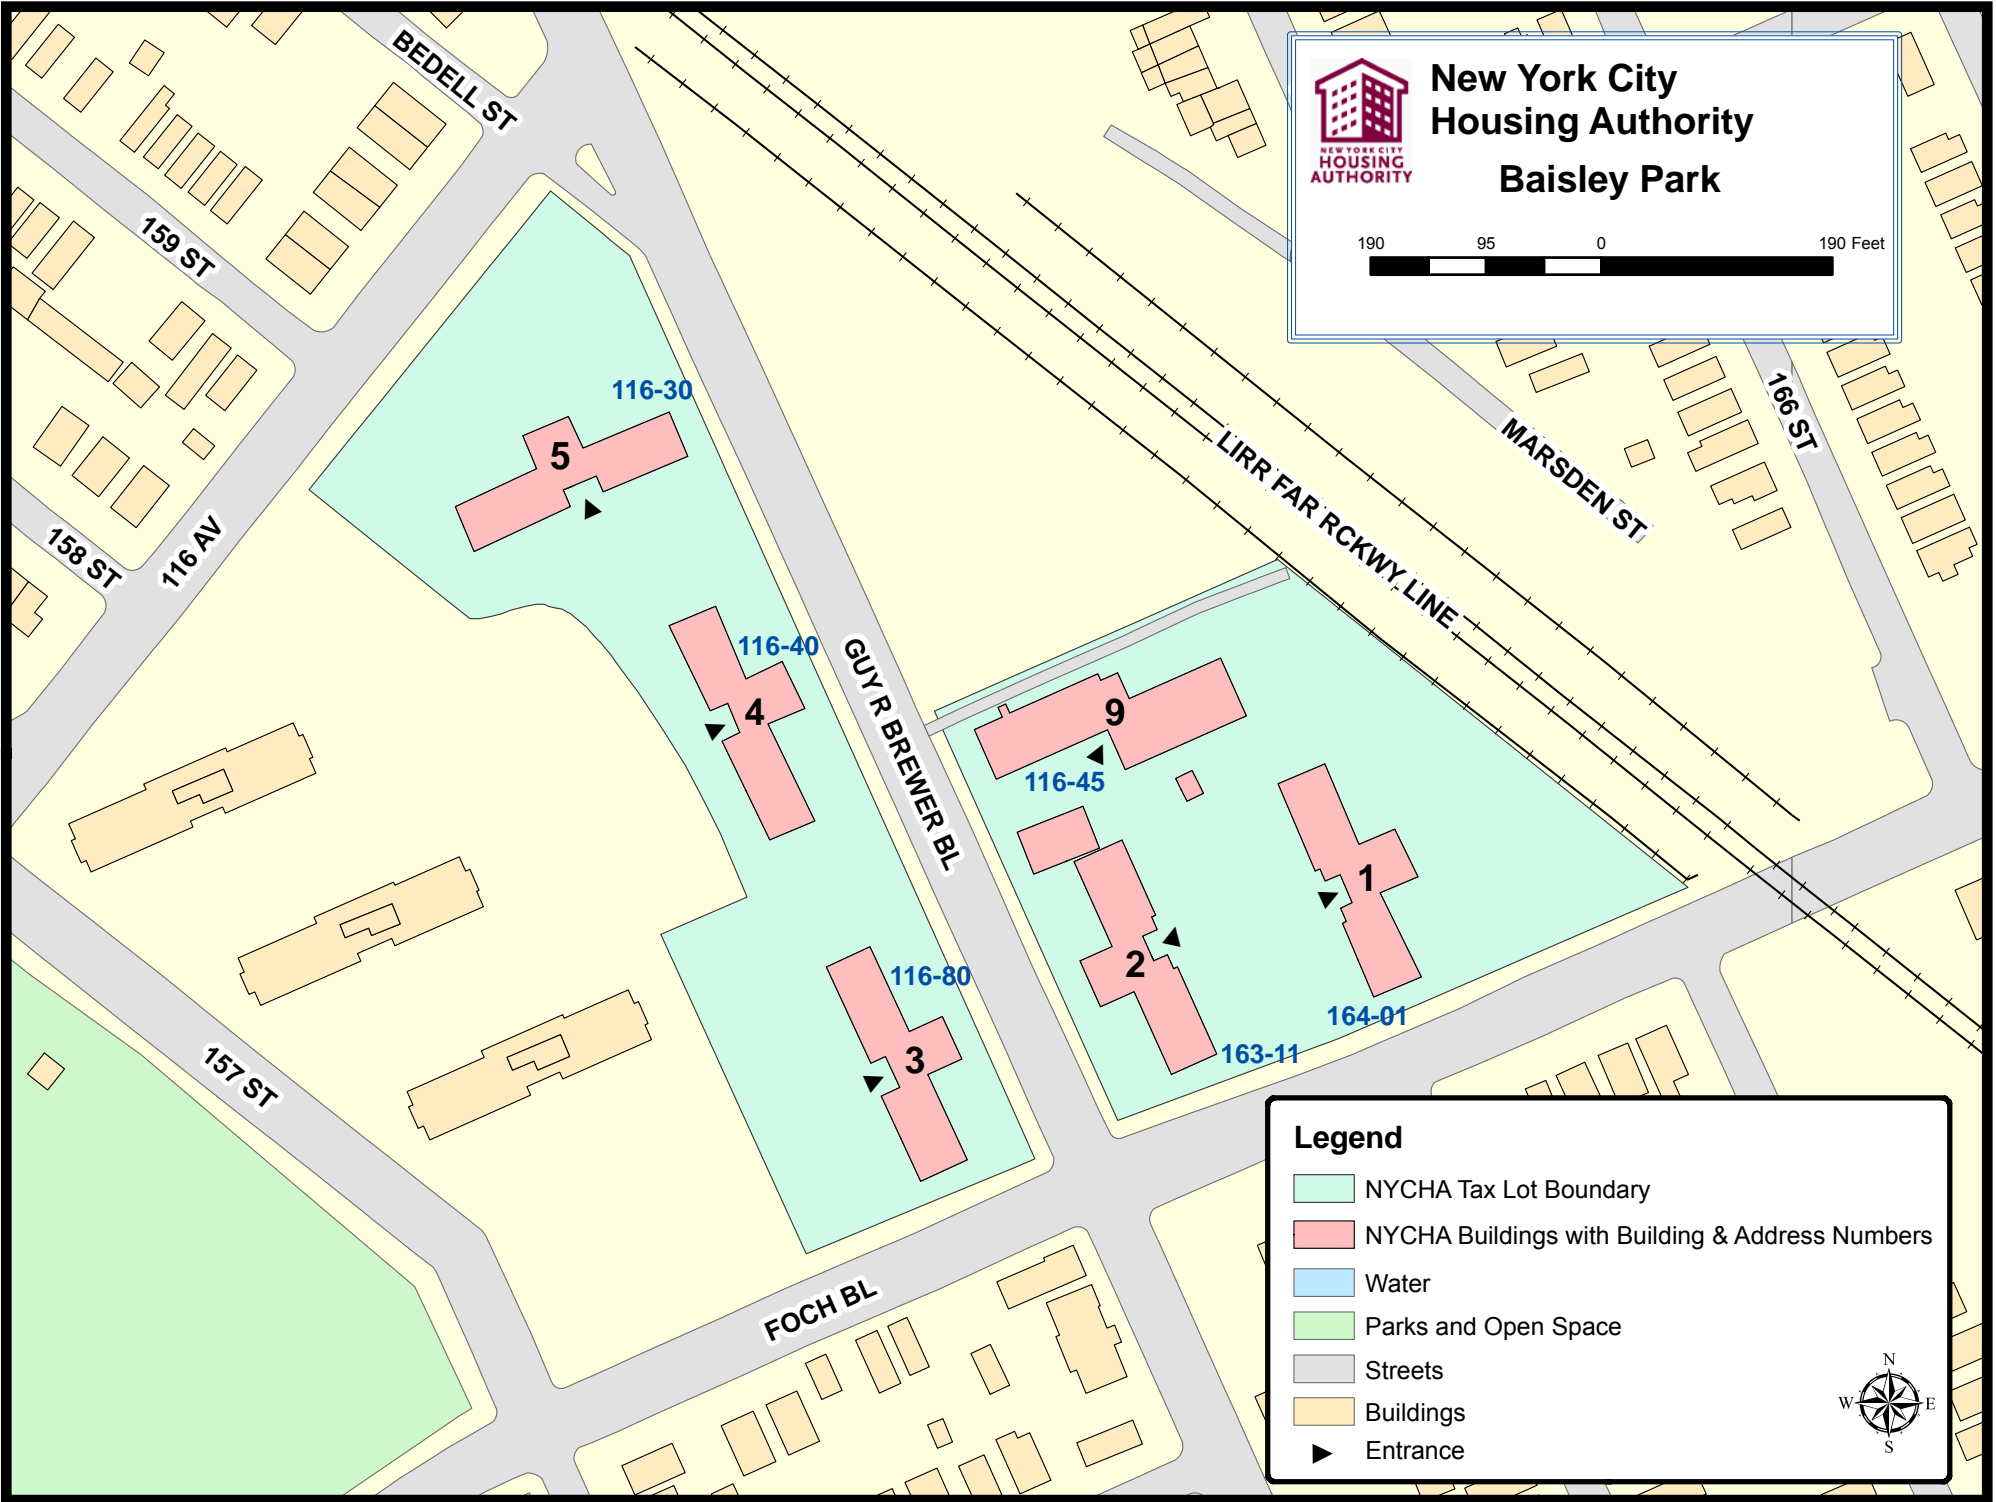 New York City
Housing Authority
Baisley Park
NEW YORK CITY
HOUSING
AUTHORITY
190 95 0 190 Feet
BEDELL ST
159 ST
158 ST
116 AV
157 ST
GUY R BREWER BL
FOCH BL
LIRR FAR RCKWY LINE
MARSDEN ST
166 ST
116-30
5
116-40
4
116-80
3
9
116-45
1
164-01
2
163-11
Legend
NYCHA Tax Lot Boundary
NYCHA Buildings with Building & Address Numbers
Water
Parks and Open Space
Streets
Buildings
Entrance
N
W E
S